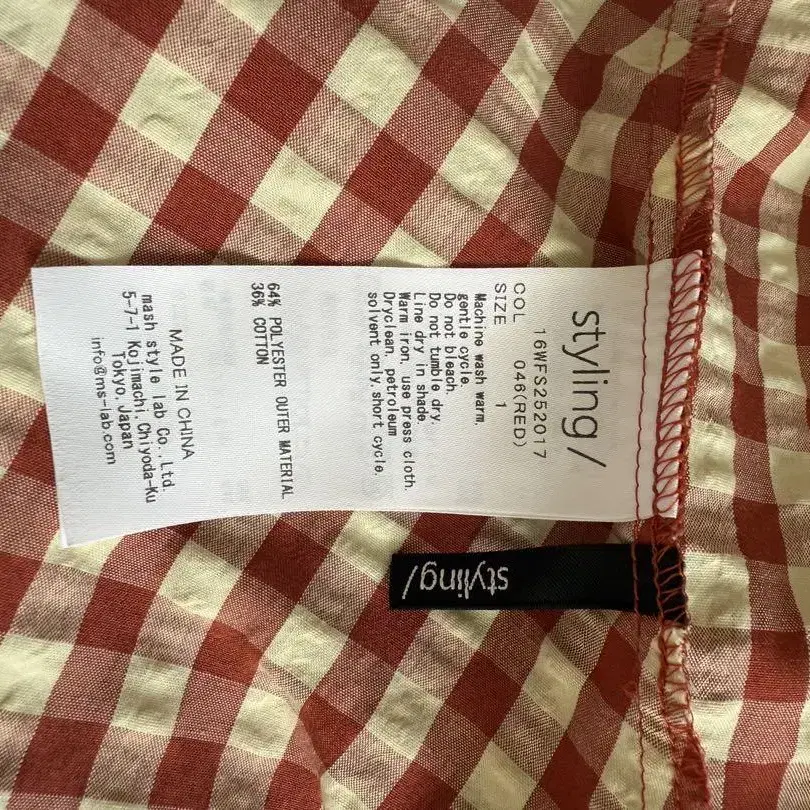 styling/
16WFS252017
COL 046(RED)
SIZE 1
Machine wash warm,
gentle cycle.
Do not bleach.
Do not tumble dry.
Line dry in shade
Warm iron, use press cloth.
Dryclean, petroleum
solvent only, short cycle.
64% POLYESTER OUTER MATERIAL
36% COTTON
MADE IN CHINA
mash style lab Co., Ltd.
5-7-1 Kojimachi, Chiyoda-Ku
Tokyo, Japan
info@ms-lab.com
styling/